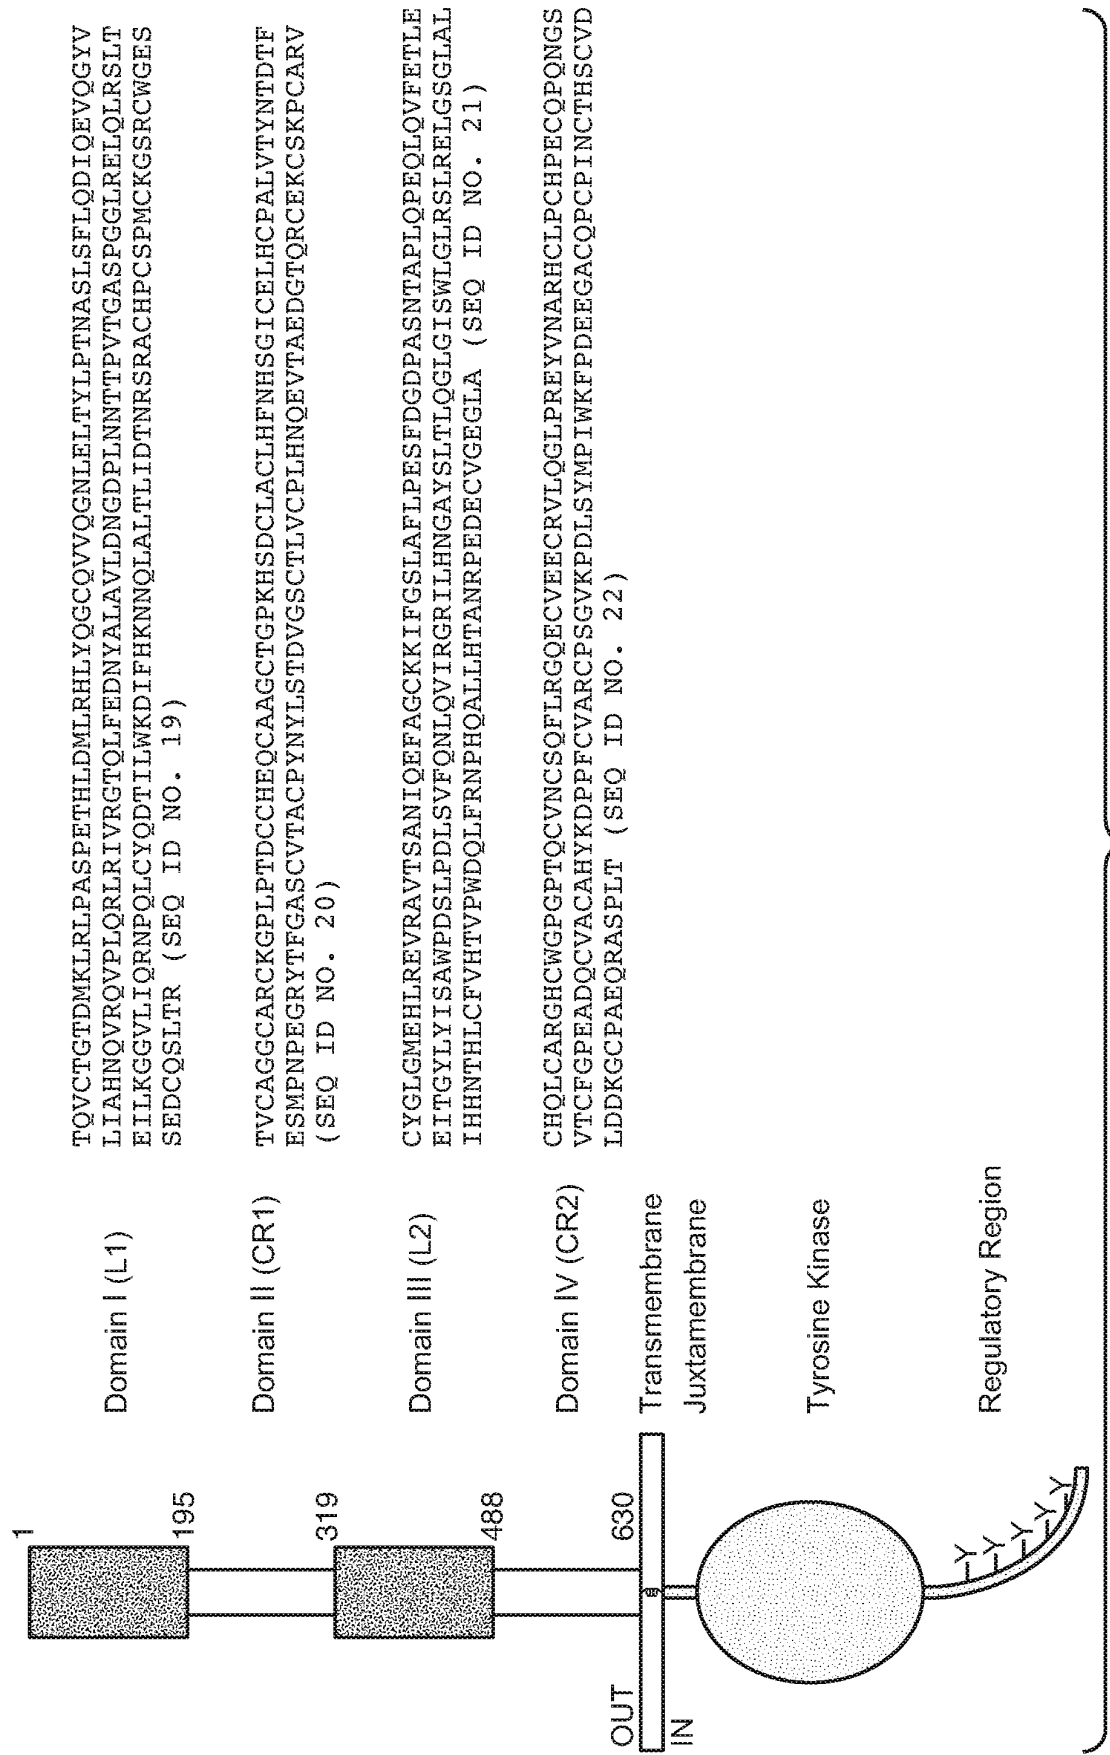 1
195
319
488
630
OUT
IN
Domain I (L1)
TQVCTGTDMKLRLPASPETHLDMLRHLYQGCQVVQGNLELTYLPTNASLSFLQDIQEVQGYV
LIAHNQVRQVPLQRLRIVRGTQLFEDNYALAVLDNGDPLNNTTPVTGASPGGLRELQLRSLT
EILKGGVLIQRNPQLCYQDTILWKDIFHKNNQLALTLIDTNRSRACHPCSPMCKGSRCWGES
SEDCQSLTR (SEQ ID NO. 19)
Domain II (CR1)
TVCAGGCARCKGPLPTDCCHEQCAAGCTGPKHSDCLACLHFNHSGICELHCPALVTYNTDTF
ESMPNPEGRYTFGASCVTACPYNYLSTDVGSCTLVCPLHNQEVTAEDGTQRCEKCSKPCARV
(SEQ ID NO. 20)
Domain III (L2)
CYGLGMEHLREVRAVTSANIQEFAGCKKIFGSLAFLPESFDGDPASNTAPLQPEQLQVFETLE
EITGYLYISAWPDSLPDLSVFQNLQVIRGRILHNGAYSLTLQGLGISWLGLRSLRELGSGLAL
IHHNTHLCFVHTVPWDQLFRNPHQALLHTANRPEDECVGEGLA (SEQ ID NO. 21)
Domain IV (CR2)
CHQLCARGHCWGPGPTQCVNCSQFLRGQECVEECRVLQGLPREYVNARHCLPCHPECQPQNGS
VTCFGPEADQCVACAHYKDPPFCVARCPSGVKPDLSYMPIWKFPDEEGACQPCPINCTHSCVD
LDDKGCPAEQRASPLT (SEQ ID NO. 22)
Transmembrane
Juxtamembrane
Tyrosine Kinase
Regulatory Region
Y
Y
Y
Y
Y